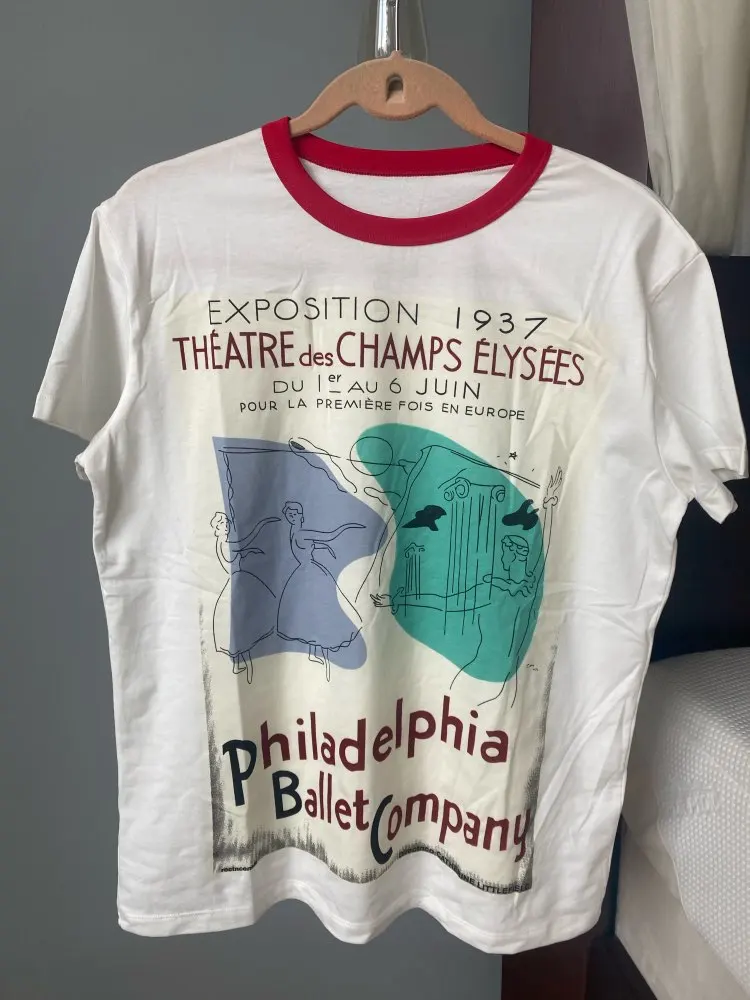 EXPOSITION 1937
THÉATRE des CHAMPS ÉLYSÉES
DU 1er AU 6 JUIN
POUR LA PREMIÈRE FOIS EN EUROPE
Philadelphia
Ballet Company